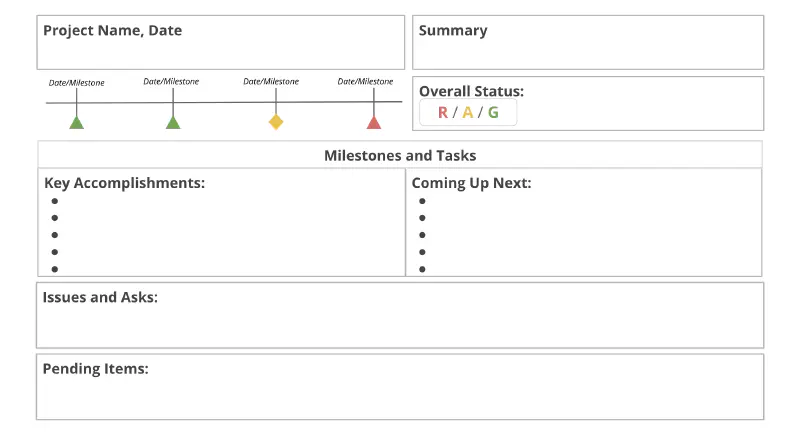 Project Name, Date
Summary
Date/Milestone
Date/Milestone
Date/Milestone
Date/Milestone
Overall Status:
R / A / G
Milestones and Tasks
Key Accomplishments:
Coming Up Next:
Issues and Asks:
Pending Items: